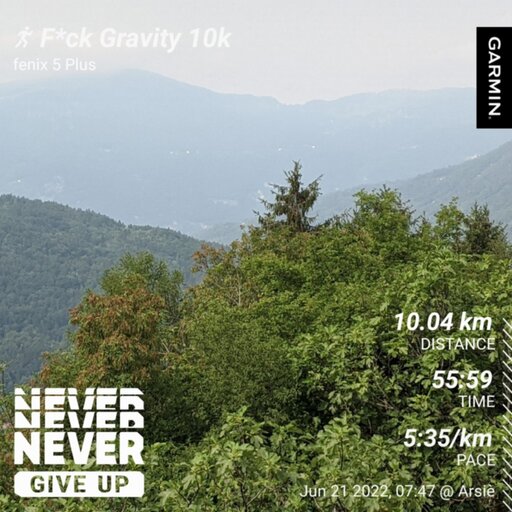 F*ck Gravity 10k
fenix 5 Plus
GARMIN.
10.04 km
DISTANCE
55:59
TIME
5:35/km
PACE
NEVER
NEVER
NEVER
GIVE UP
Jun 21 2022, 07:47 @ Arsiè